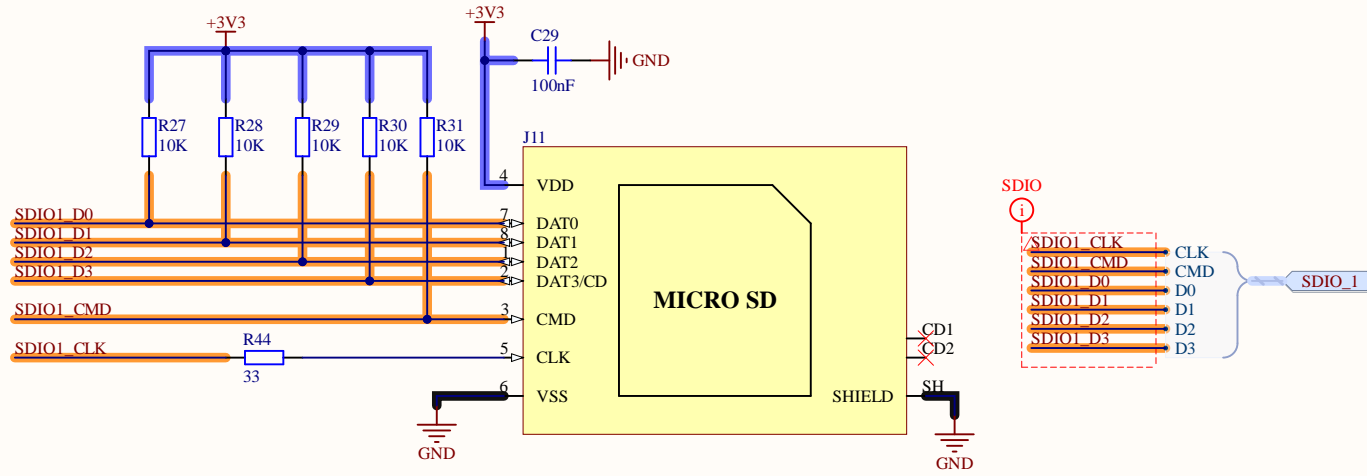 +3V3
+3V3
C29
100nF
GND
R27
10K
R28
10K
R29
10K
R30
10K
R31
10K
J11
4
VDD
SDIO1_D0
7
DAT0
SDIO1_D1
8
DAT1
SDIO1_D2
1
DAT2
SDIO1_D3
2
DAT3/CD
SDIO1_CMD
3
CMD
SDIO1_CLK
R44
33
5
CLK
6
VSS
GND
MICRO SD
CD1
CD2
SH
SHIELD
GND
SDIO
i
SDIO1_CLK
CLK
SDIO1_CMD
CMD
SDIO1_D0
D0
SDIO1_D1
D1
SDIO1_D2
D2
SDIO1_D3
D3
SDIO_1